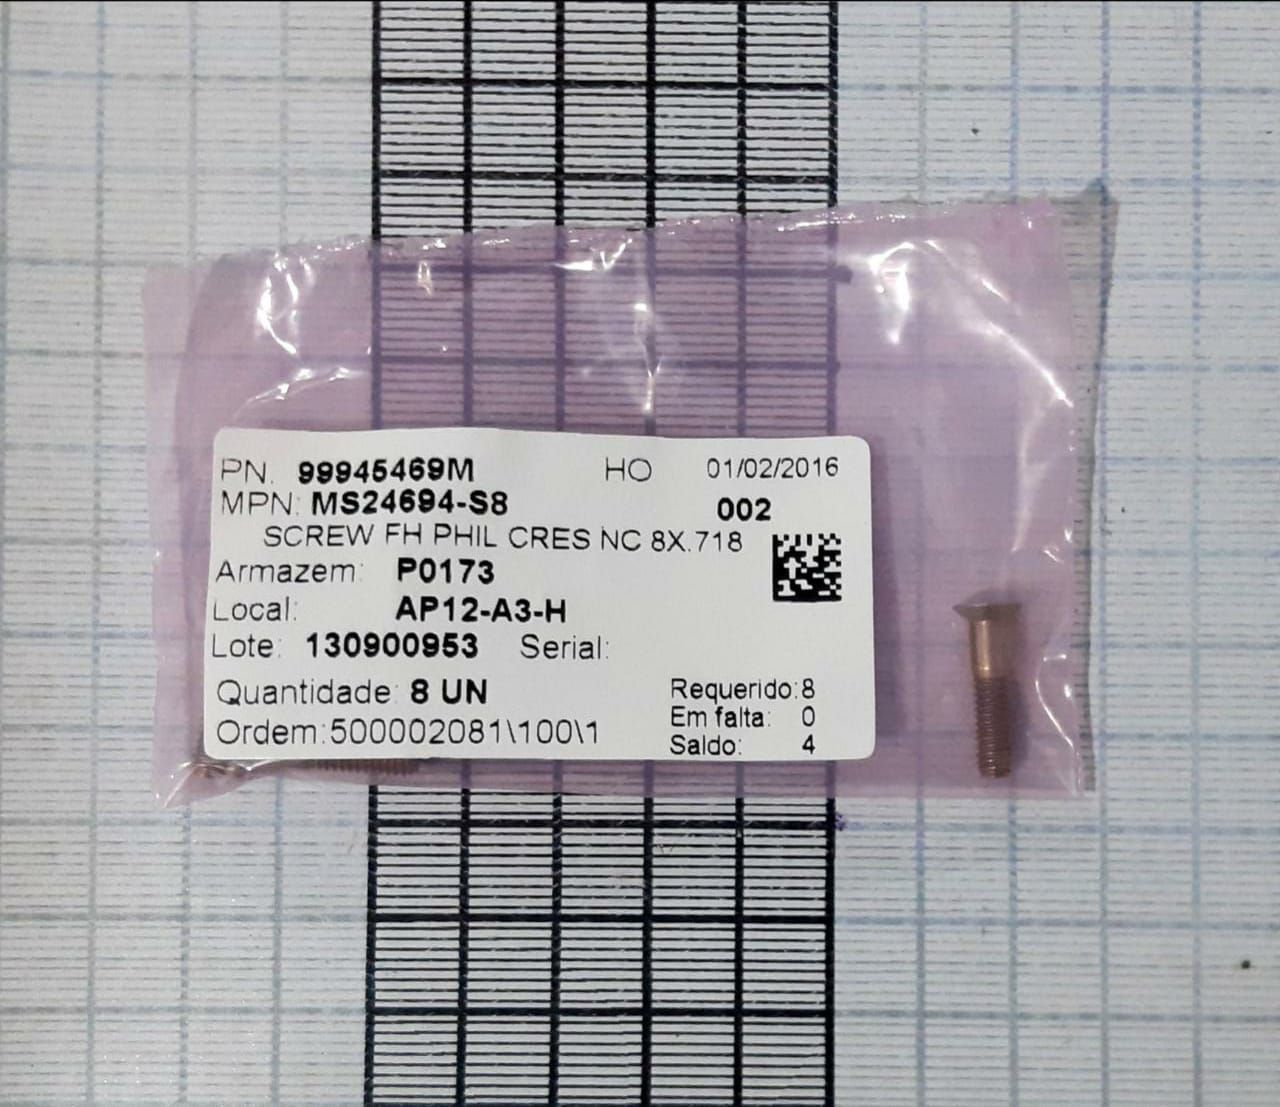 PN. 99945469M HO 01/02/2016
MPN: MS24694-S8 002
SCREW FH PHIL CRES NC 8X.718
Armazem: P0173
Local: AP12-A3-H
Lote: 130900953 Serial:
Quantidade: 8 UN Requerido:8
Em falta: 0
Ordem:500002081\100\1
Saldo: 4